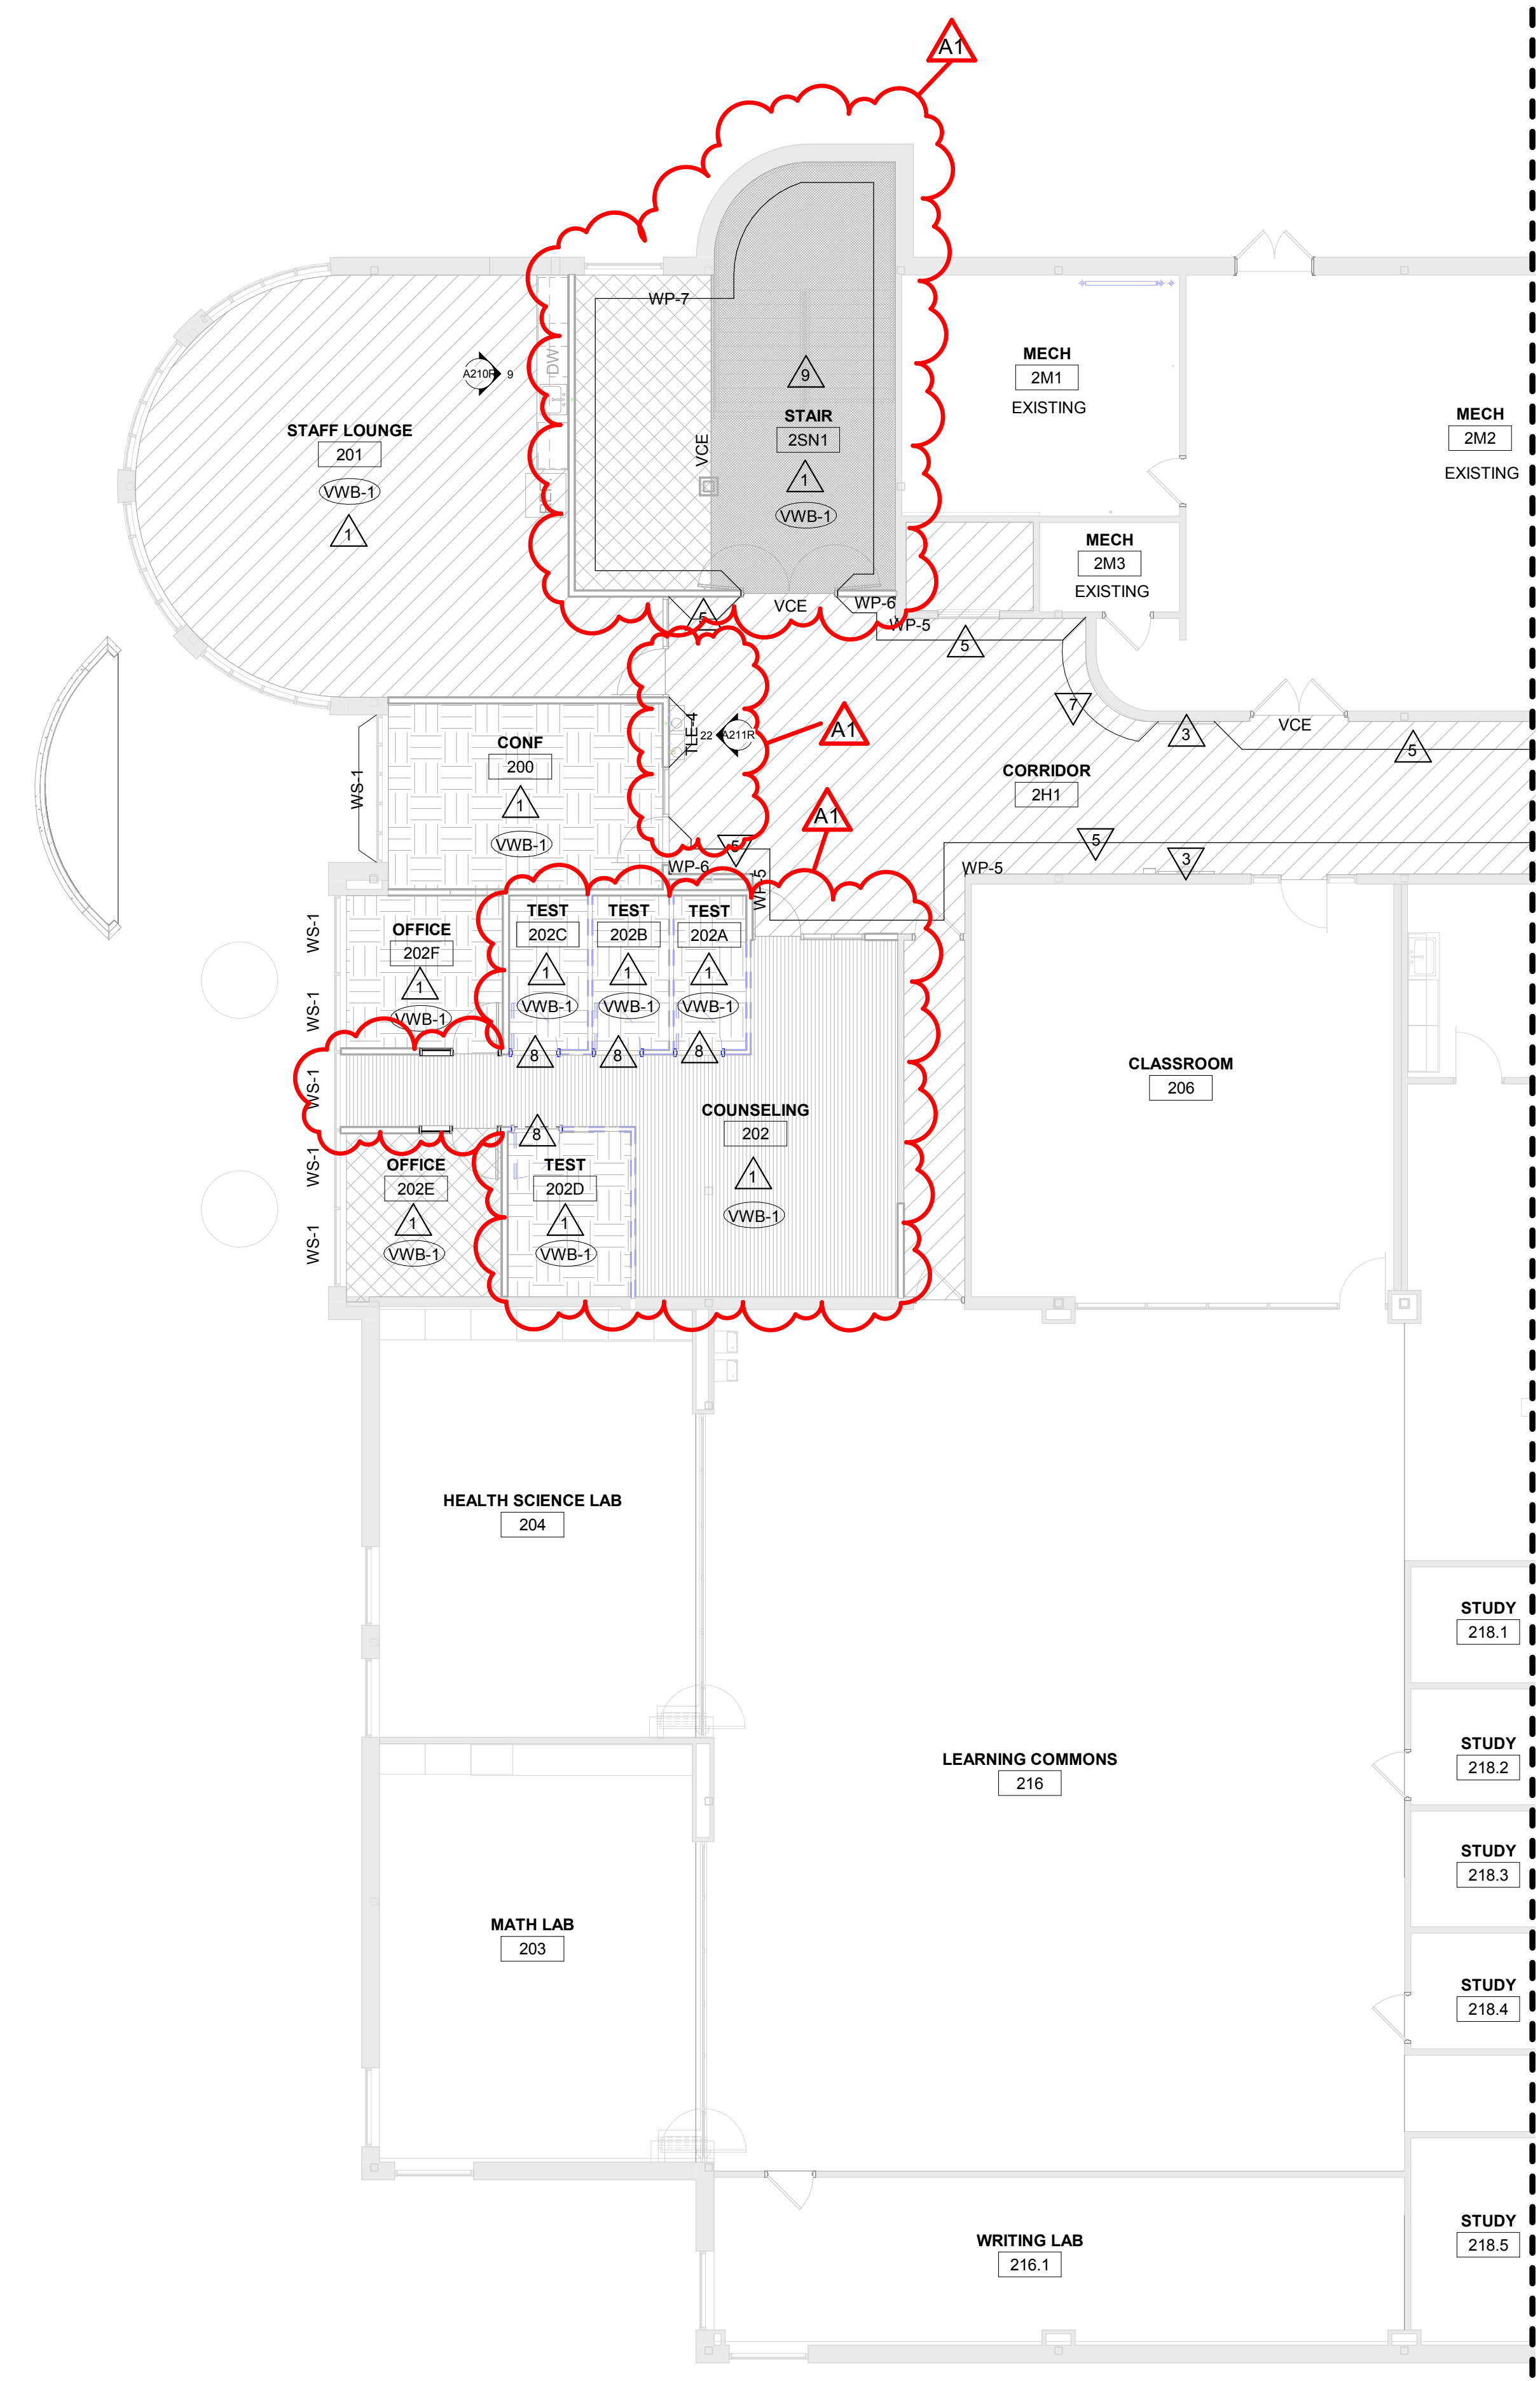 A1
WP-7
A210R
9
DW
REF
9
STAIR
2SN1
1
VWB-1
VCE
STAFF LOUNGE
201
VWB-1
1
MECH
2M1
EXISTING
MECH
2M2
EXISTING
MECH
2M3
EXISTING
5
VCE
WP-6
WP-5
5
7
3
VCE
5
A1
TLE-4
22
A211R
CONF
200
1
VWB-1
WS-1
CORRIDOR
2H1
A1
5
WP-6
WP-5
5
3
WP-5
OFFICE
202F
1
VWB-1
WS-1
WS-1
TEST
202C
1
VWB-1
8
TEST
202B
1
VWB-1
8
TEST
202A
1
VWB-1
8
WS-1
CLASSROOM
206
COUNSELING
202
1
VWB-1
8
OFFICE
202E
1
VWB-1
WS-1
WS-1
TEST
202D
1
VWB-1
HEALTH SCIENCE LAB
204
STUDY
218.1
STUDY
218.2
LEARNING COMMONS
216
STUDY
218.3
MATH LAB
203
STUDY
218.4
WRITING LAB
216.1
STUDY
218.5